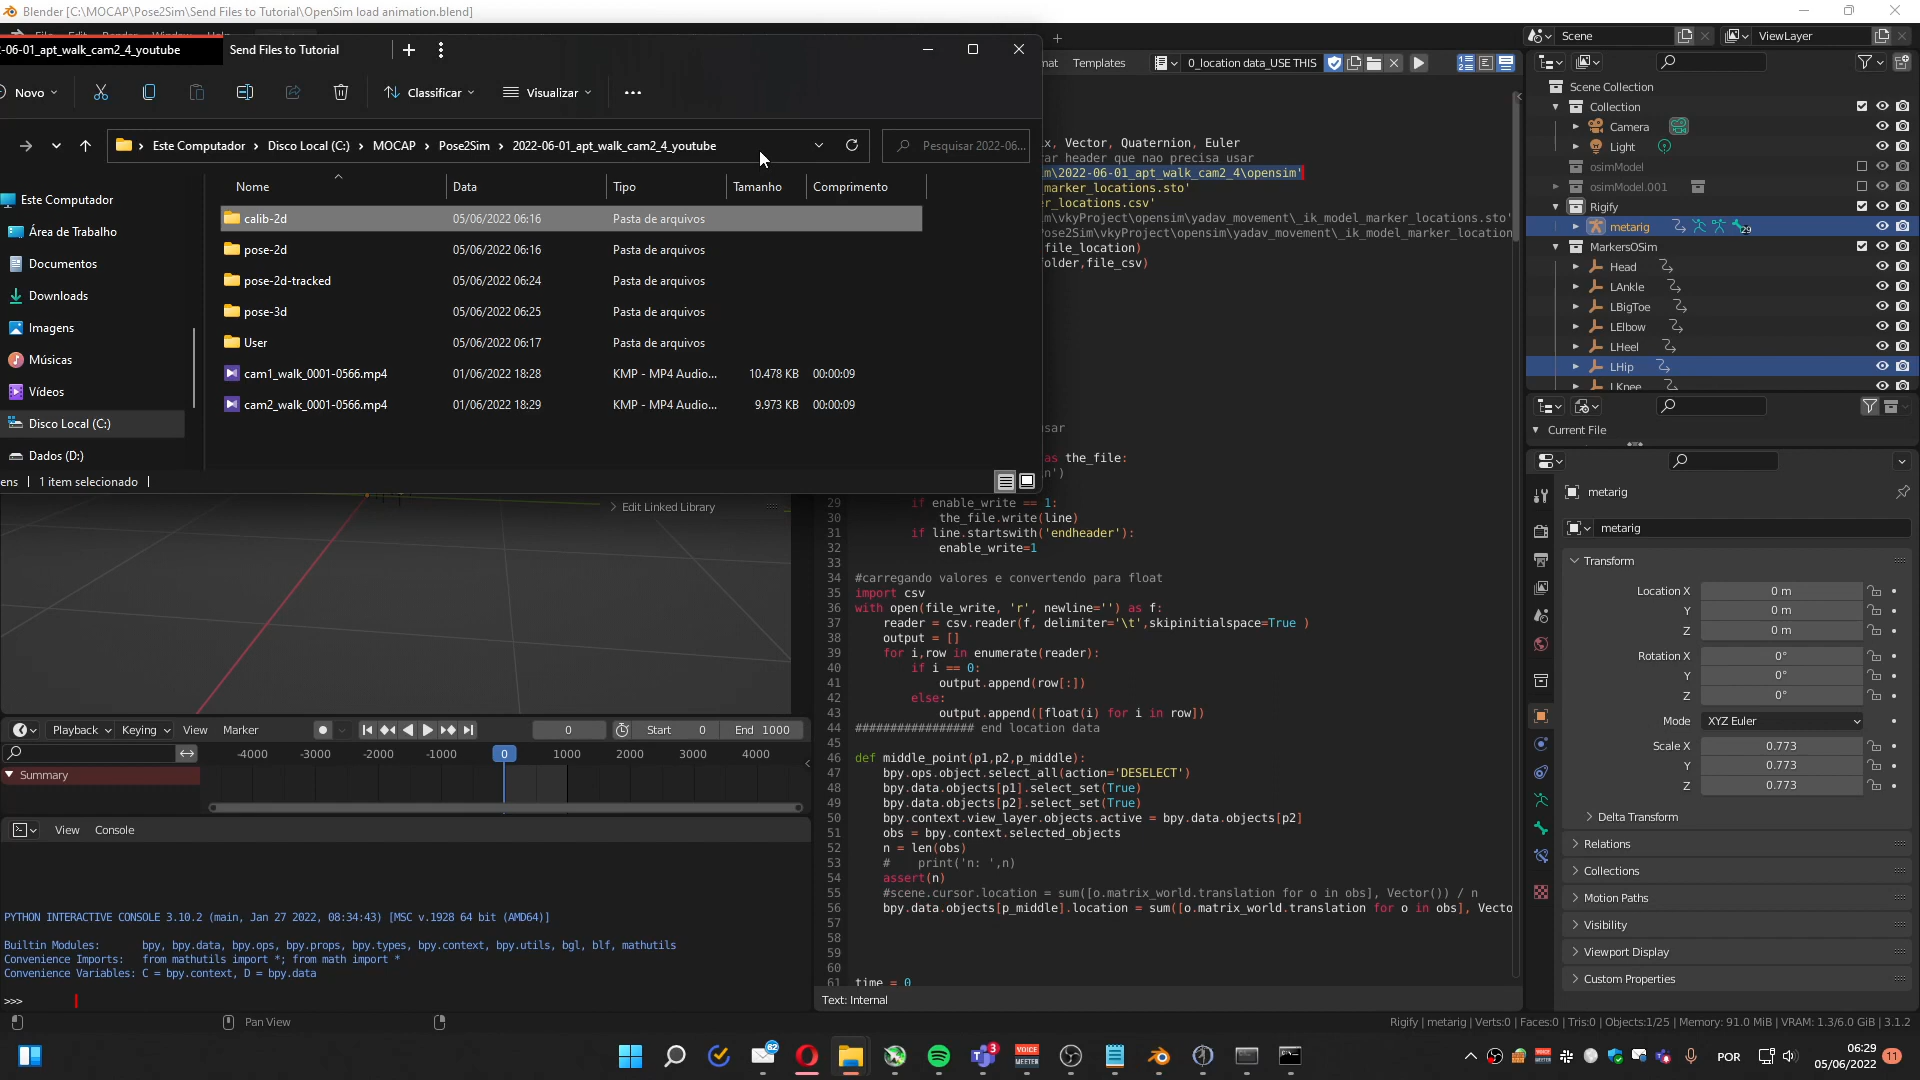 Blender [C:\MOCAP\Pose2Sim\Send Files to Tutorial\OpenSim load animation.blend]
-06-01_apt_walk_cam2_4_youtube
Send Files to Tutorial
Novo
Classificar
Visualizar
Este Computador
Disco Local (C:)
MOCAP
Pose2Sim
2022-06-01_apt_walk_cam2_4_youtube
Pesquisar 2022-06...
Nome
Data
Tipo
Tamanho
Comprimento
calib-2d 05/06/2022 06:16 Pasta de arquivos
pose-2d 05/06/2022 06:16 Pasta de arquivos
pose-2d-tracked 05/06/2022 06:24 Pasta de arquivos
pose-3d 05/06/2022 06:25 Pasta de arquivos
User 05/06/2022 06:17 Pasta de arquivos
cam1_walk_0001-0566.mp4 01/06/2022 18:28 KMP - MP4 Audio... 10.478 KB 00:00:09
cam2_walk_0001-0566.mp4 01/06/2022 18:29 KMP - MP4 Audio... 9.973 KB 00:00:09
Este Computador
Área de Trabalho
Documentos
Downloads
Imagens
Músicas
Vídeos
Disco Local (C:)
Dados (D:)
ens
1 item selecionado
mat
Templates
0_location data_USE THIS
x, Vector, Quaternion, Euler
ar header que nao precisa usar
m\2022-06-01_apt_walk_cam2_4\opensim'
marker_locations.sto'
r_locations.csv'
m\vkyProject\opensim\yadav_movement\_ik_model_marker_locations.sto'
Pose2Sim\vkyProject\opensim\yadav_movement\_ik_model_marker_location
file_location)
older,file_csv)
sar
as the_file:
n')
29 if enable_write == 1:
30 the_file.write(line)
31 if line.startswith('endheader'):
32 enable_write=1
33
34 #carregando valores e convertendo para float
35 import csv
36 with open(file_write, 'r', newline='') as f:
37 reader = csv.reader(f, delimiter='\t',skipinitialspace=True )
38 output = []
39 for i,row in enumerate(reader):
40 if i == 0:
41 output.append(row[:])
42 else:
43 output.append([float(i) for i in row])
44 ################# end location data
45
46 def middle_point(p1,p2,p_middle):
47 bpy.ops.object.select_all(action='DESELECT')
48 bpy.data.objects[p1].select_set(True)
49 bpy.data.objects[p2].select_set(True)
50 bpy.context.view_layer.objects.active = bpy.data.objects[p2]
51 obs = bpy.context.selected_objects
52 n = len(obs)
53 # print('n: ',n)
54 assert(n)
55 #scene.cursor.location = sum([o.matrix_world.translation for o in obs], Vector()) / n
56 bpy.data.objects[p_middle].location = sum([o.matrix_world.translation for o in obs], Vecto
57
58
59
60
61 time = 0
Text: Internal
Edit Linked Library
Playback
Keying
View
Marker
0
Start 0
End 1000
-4000 -3000 -2000 -1000 0 1000 2000 3000 4000
Summary
View
Console
PYTHON INTERACTIVE CONSOLE 3.10.2 (main, Jan 27 2022, 08:34:43) [MSC v.1928 64 bit (AMD64)]
Builtin Modules: bpy, bpy.data, bpy.ops, bpy.props, bpy.types, bpy.context, bpy.utils, bgl, blf, mathutils
Convenience Imports: from mathutils import *; from math import *
Convenience Variables: C = bpy.context, D = bpy.data
>>>
Pan View
Scene
ViewLayer
Scene Collection
Collection
Camera
Light
osimModel
osimModel.001
Rigify
metarig
29
MarkersOSim
Head
LAnkle
LBigToe
LElbow
LHeel
LHip
LKnee
Current File
metarig
metarig
Transform
Location X 0 m
Y 0 m
Z 0 m
Rotation X 0°
Y 0°
Z 0°
Mode XYZ Euler
Scale X 0.773
Y 0.773
Z 0.773
Delta Transform
Relations
Collections
Motion Paths
Visibility
Viewport Display
Custom Properties
Rigify | metarig | Verts:0 | Faces:0 | Tris:0 | Objects:1/25 | Memory: 91.0 MiB | VRAM: 1.3/6.0 GiB | 3.1.2
62
3
VOICE
MEETER
POR
06:29
05/06/2022
11